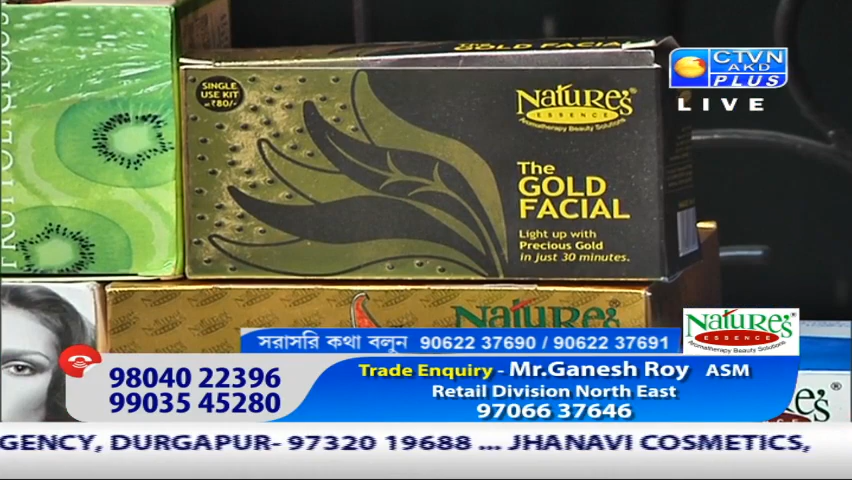 FRUITOLICIOUS
GOLD FACIAL
SINGLE
USE KIT
at ₹80/-
NATURE'S®
ESSENCE
Aromatherapy Beauty Solutions
The
GOLD
FACIAL
Light up with
Precious Gold
in just 30 minutes.
CTVN
AKD
PLUS
LIVE
NATURE'S
সরাসরি কথা বলুন 90622 37690 / 90622 37691
NATURE'S®
ESSENCE
Aromatherapy Beauty Solutions
98040 22396
99035 45280
Trade Enquiry - Mr.Ganesh Roy ASM
Retail Division North East
97066 37646
GENCY, DURGAPUR- 97320 19688 ... JHANAVI COSMETICS,